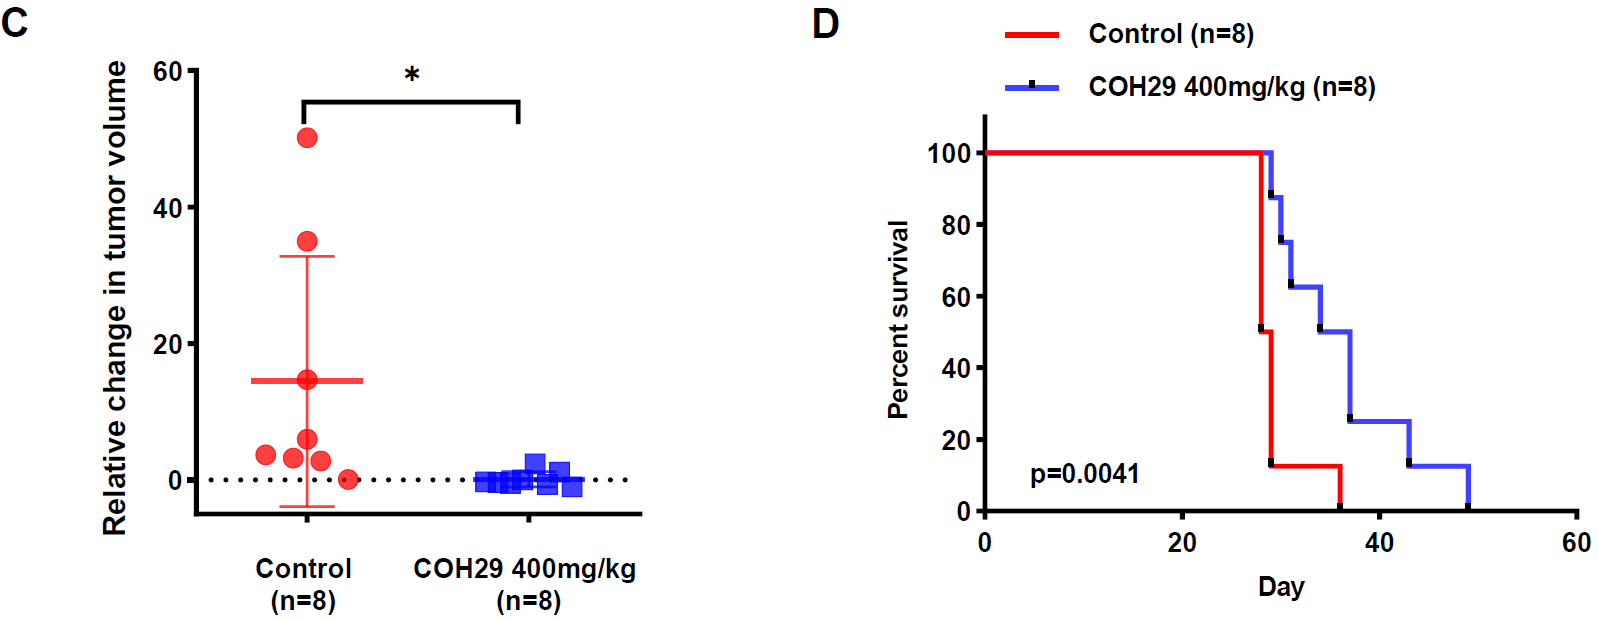 C
Relative change in tumor volume
60
40
20
0
*
Control
(n=8)
COH29 400mg/kg
(n=8)
D
Control (n=8)
COH29 400mg/kg (n=8)
Percent survival
100
80
60
40
20
0
p=0.0041
0
20
40
60
Day